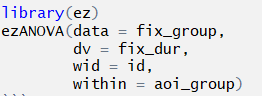 library(ez)
ezANOVA(data = fix_group,
dv = fix_dur,
wid = id,
within = aoi_group)
```